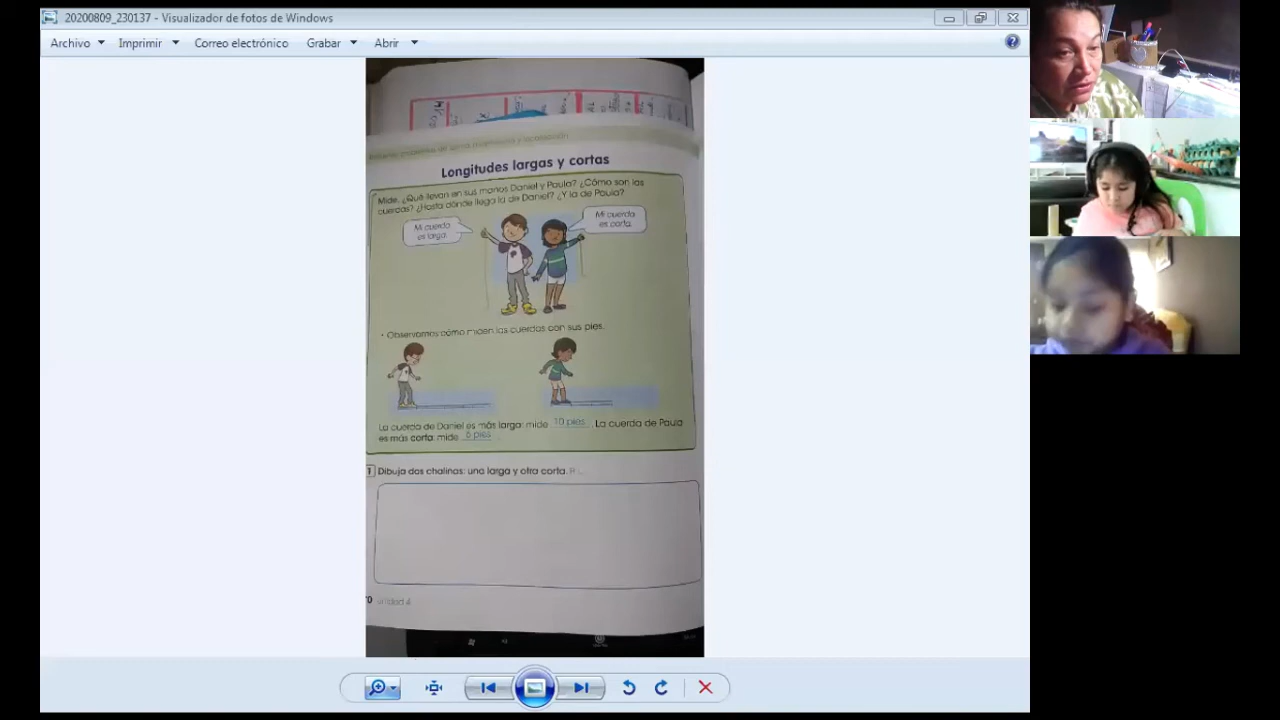 20200809_230137 - Visualizador de fotos de Windows
Archivo Imprimir Correo electrónico Grabar Abrir
Longitudes largas y cortas
Mide. ¿Qué llevan en sus manos Daniel y Paula? ¿Cómo son las
cuerdas? ¿Hasta dónde llega la de Daniel? ¿Y la de Paula?
Mi cuerda
es larga.
Mi cuerda
es corta.
• Observamos cómo miden las cuerdas con sus pies.
La cuerda de Daniel es más larga: mide 10 pies. La cuerda de Paula
es más corta: mide 6 pies.
1 Dibuja dos chalinas: una larga y otra corta.
Unidad 4